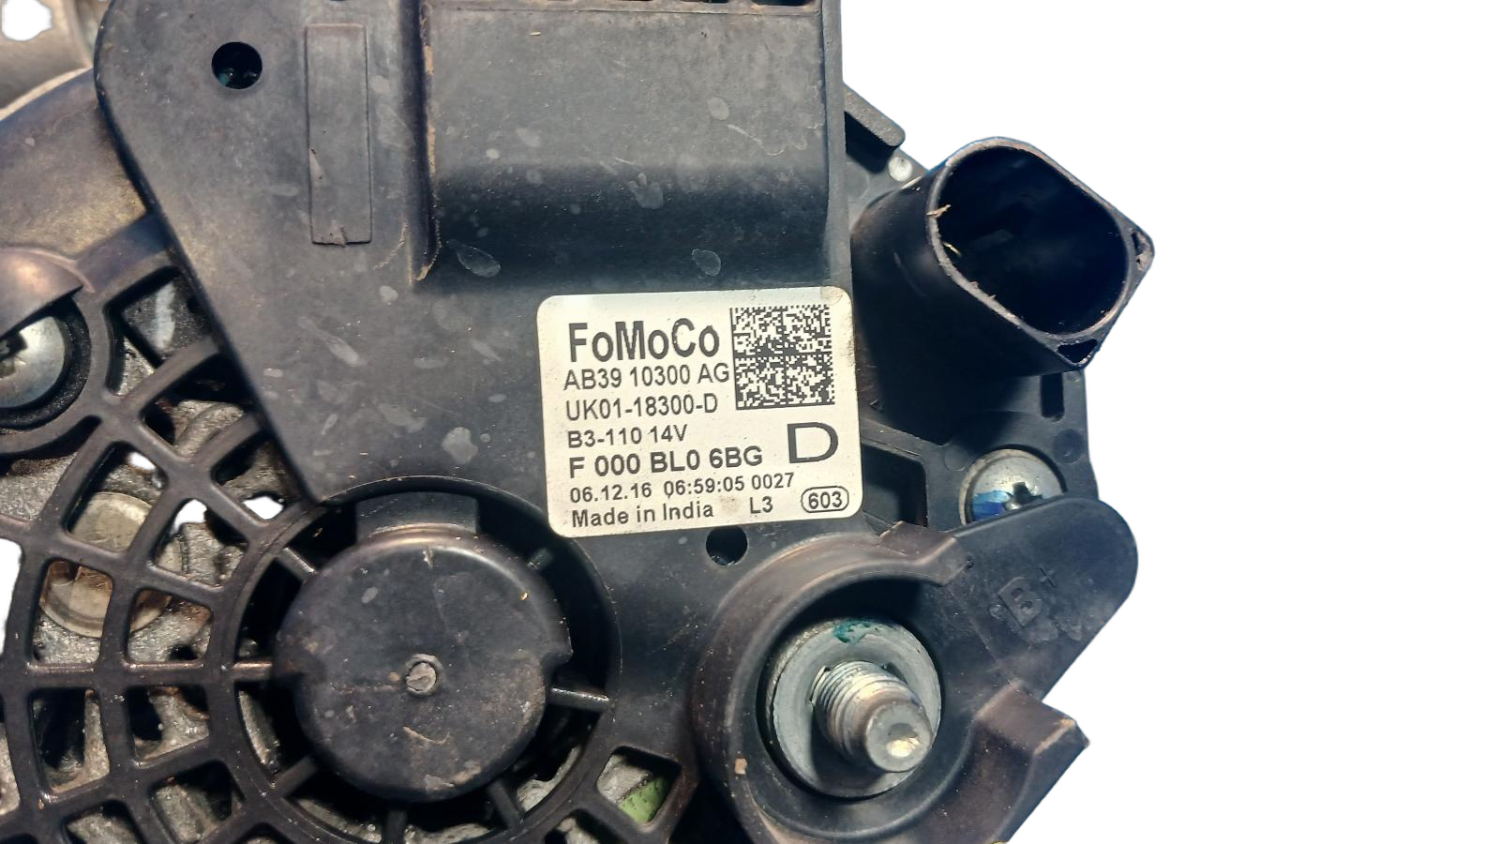 FoMoCo
AB39 10300 AG
UK01-18300-D
B3-110 14V
D
F 000 BL0 6BG
06.12.16 06:59:05 0027
Made in India L3 603
B+